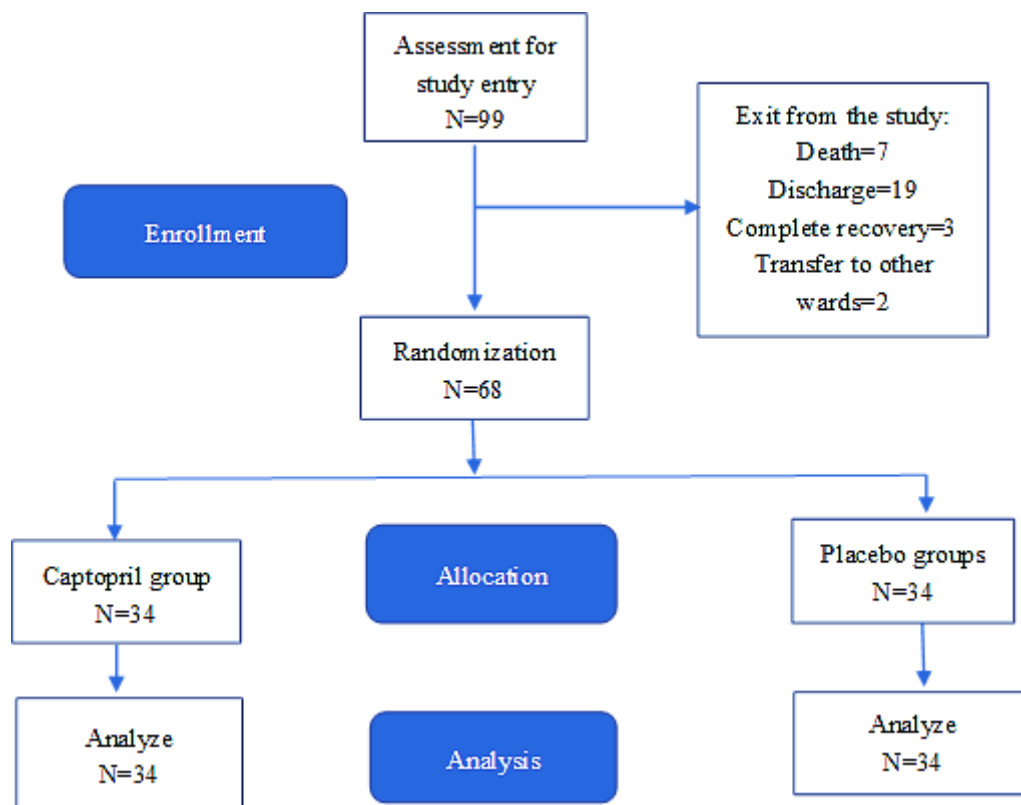 Assessment for
study entry
N=99
Exit from the study:
Death=7
Discharge=19
Complete recovery=3
Transfer to other
wards=2
Enrollment
Randomization
N=68
Captopril group
N=34
Allocation
Placebo groups
N=34
Analyze
N=34
Analysis
Analyze
N=34